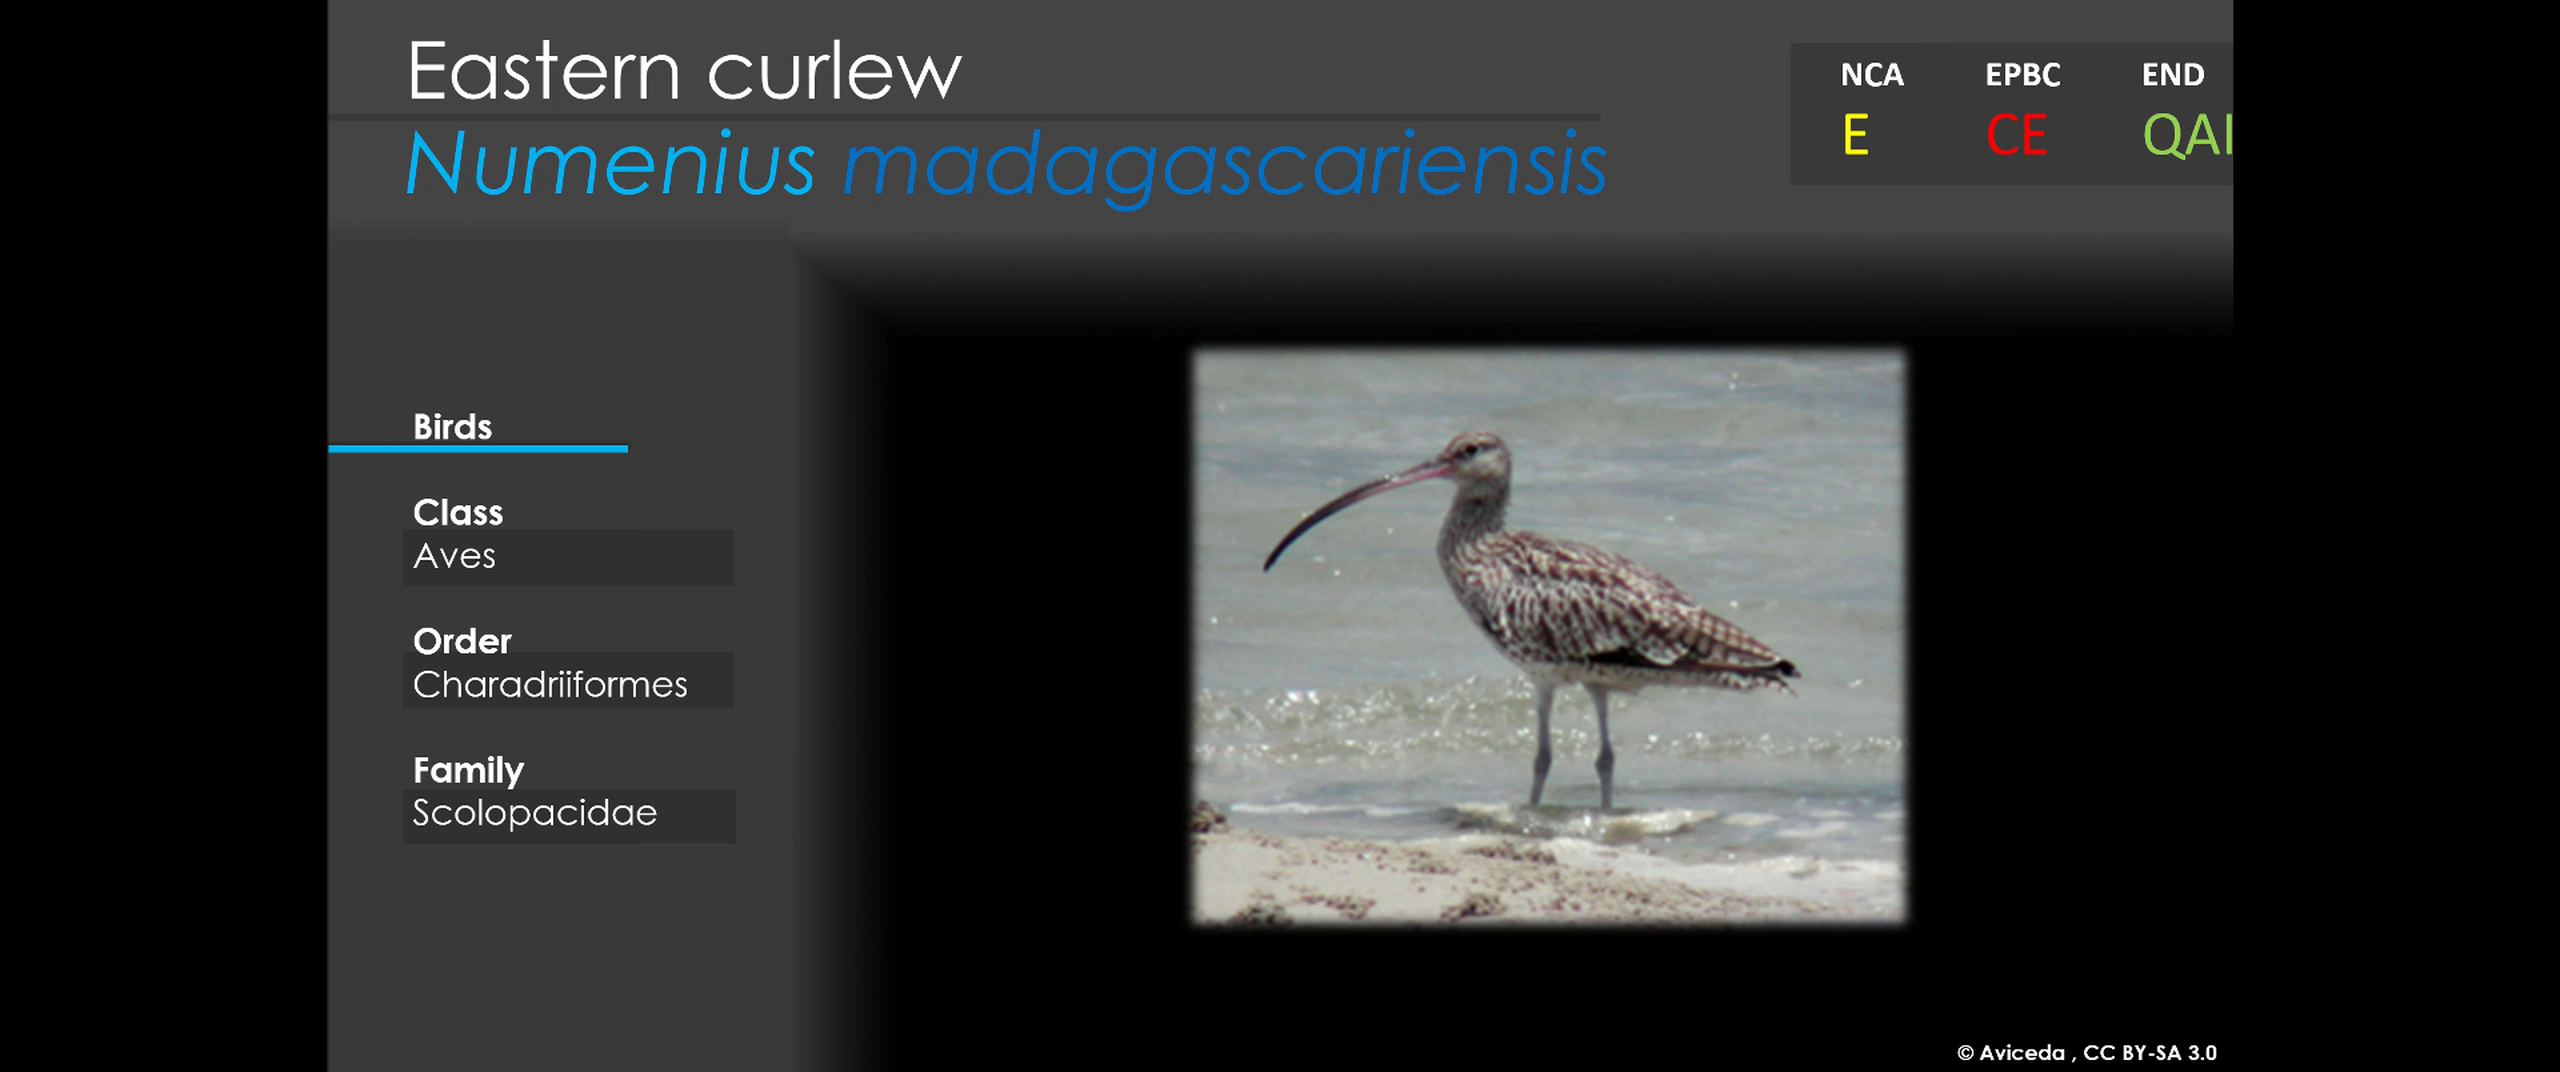 Eastern curlew
Numenius madagascariensis
NCA EPBC END
E CE QAI
Birds
Class
Aves
Order
Charadriiformes
Family
Scolopacidae
© Aviceda , CC BY-SA 3.0